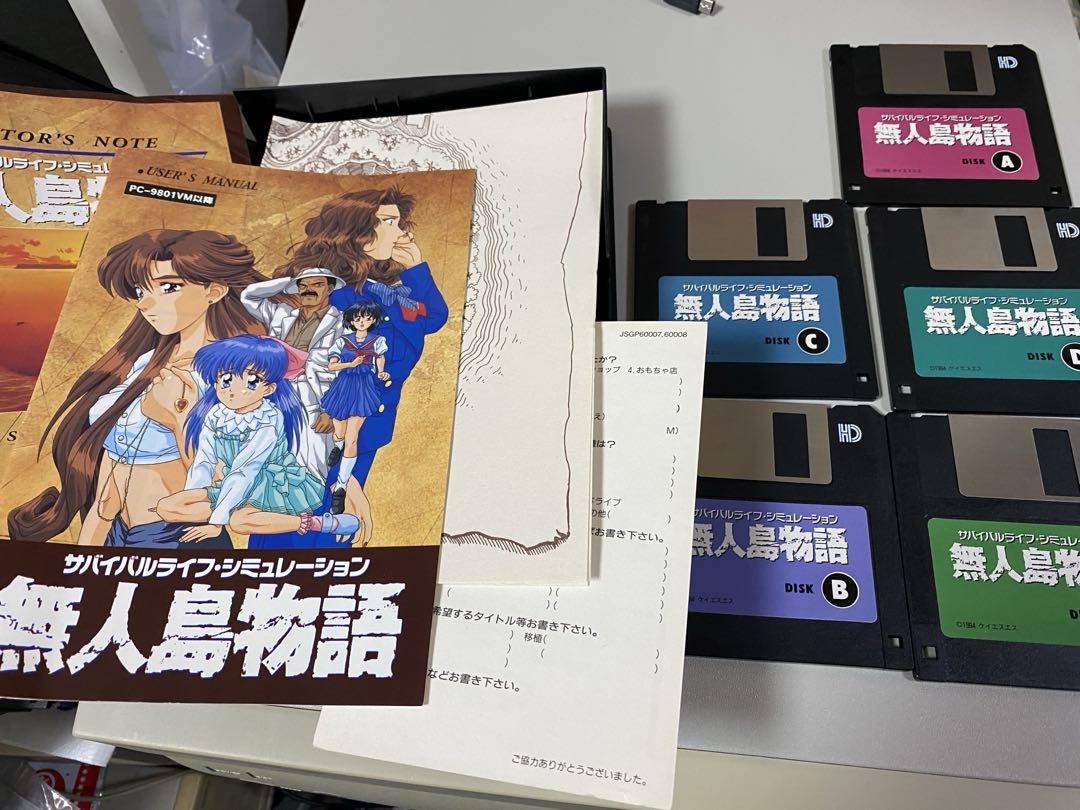 TOR'S NOTE
ルライフ・シミュ
人島
S
•USER'S MANUAL
PC-9801VM以降
サバイバルライフ・シミュレーション
無人島物語
JSGP60007,60008
たか?
ョップ 4.おもちゃ店
)
)
え)
M)
は?
)
)
)
)
ドライブ
の他( )
お書き下さい。
)
)
)
( )( )
)( )
希望するタイトル等お書き下さい。
) 移植( )
) ( )
)
などお書き下さい。
ご協力ありがとうございました。
HD
サバイバルライフ・シミュレーション
無人島物語
DISK A
HD
サバイバルライフ・シミュレーション
無人島物語
DISK C
HD
サバイバルライフ・シミュレーション
無人島物語
DISK D
©1994 ケイエスエス
HD
サバイバルライフ・シミュレーション
無人島物語
DISK B
ケイエスエス
サバイバルライフ・シミュ
無人島物
©1994 ケイエスエス